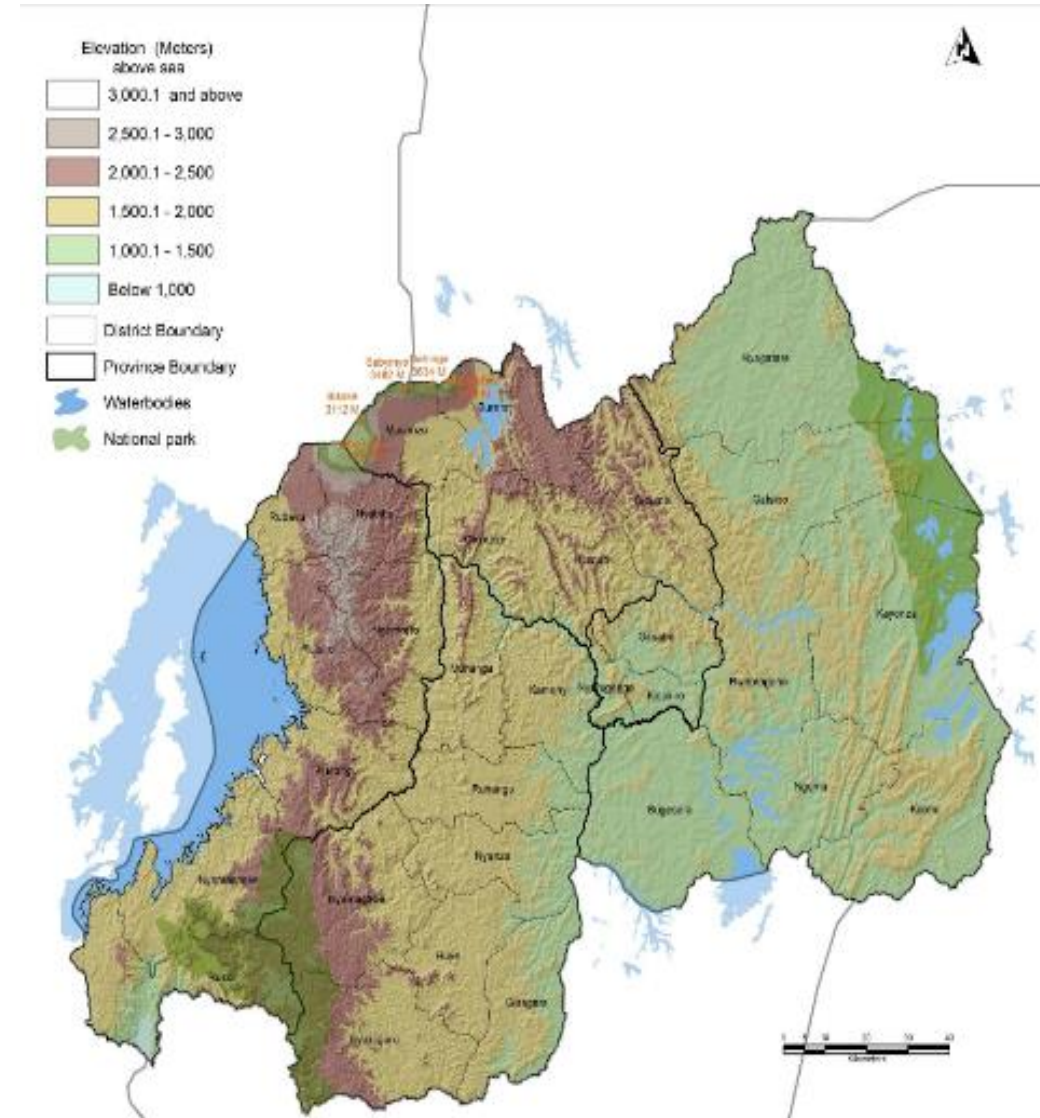 Elevation (Meters)
above sea
3,000.1 and above
2,500.1 - 3,000
2,000.1 - 2,500
1,500.1 - 2,000
1,000.1 - 1,500
Below 1,000
District Boundary
Province Boundary
Waterbodies
National park
Nyagatare
Gatsibo
Kayonza
Musanze
Burera
Gicumbi
Rubavu
Nyabihu
Gakenke
Rulindo
Ngororero
Rutsiro
Muhanga
Kamonyi
Gasabo
Kicukiro
Rwamagana
Karongi
Ruhango
Bugesera
Ngoma
Kirehe
Nyanza
Nyamasheke
Nyamagabe
Rusizi
Huye
Gisagara
Nyaruguru
Kilometers